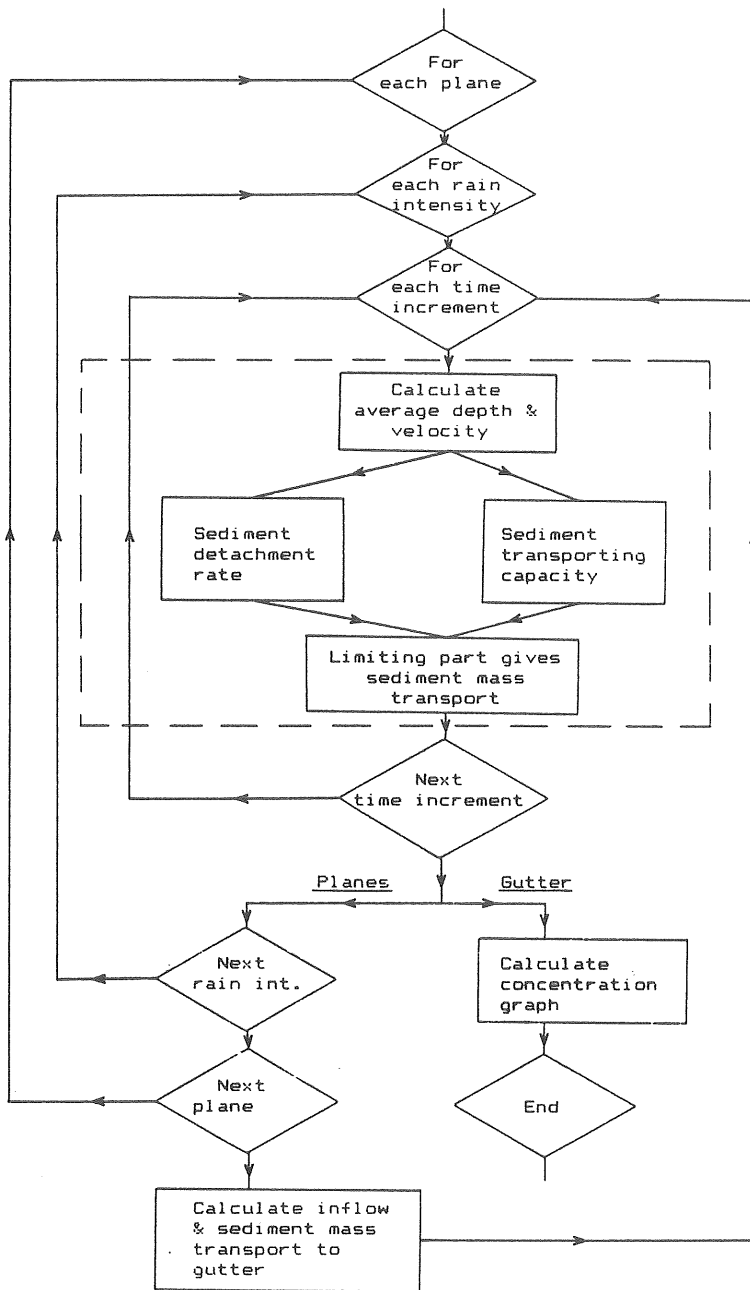 For
each plane
For
each rain
intensity
For
each time
increment
Calculate
average depth &
velocity
Sediment
detachment
rate
Sediment
transporting
capacity
Limiting part gives
sediment mass
transport
Next
time increment
Planes
Gutter
Next
rain int.
Calculate
concentration
graph
Next
plane
End
Calculate inflow
& sediment mass
transport to
gutter